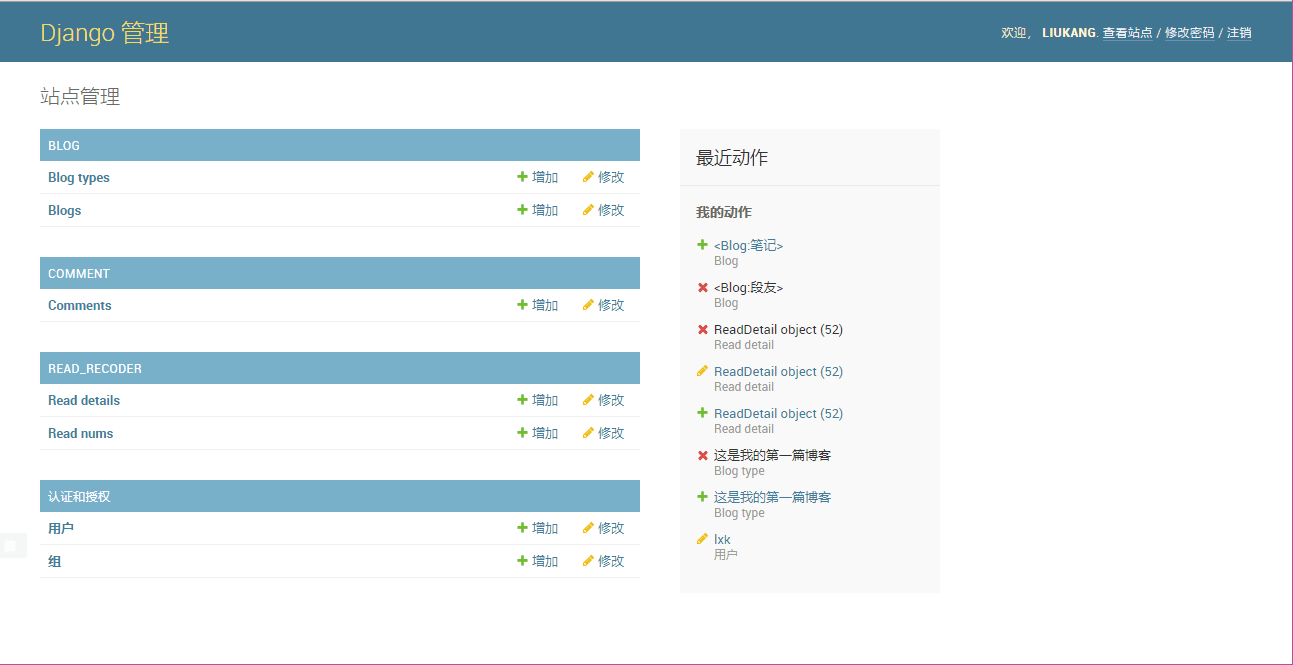 Django 管理
欢迎， LIUKANG. 查看站点 / 修改密码 / 注销
站点管理
BLOG
Blog types 增加 修改
Blogs 增加 修改
COMMENT
Comments 增加 修改
READ_RECODER
Read details 增加 修改
Read nums 增加 修改
认证和授权
用户 增加 修改
组 增加 修改
最近动作
我的动作
<Blog:笔记>
Blog
<Blog:段友>
Blog
ReadDetail object (52)
Read detail
ReadDetail object (52)
Read detail
ReadDetail object (52)
Read detail
这是我的第一篇博客
Blog type
这是我的第一篇博客
Blog type
lxk
用户